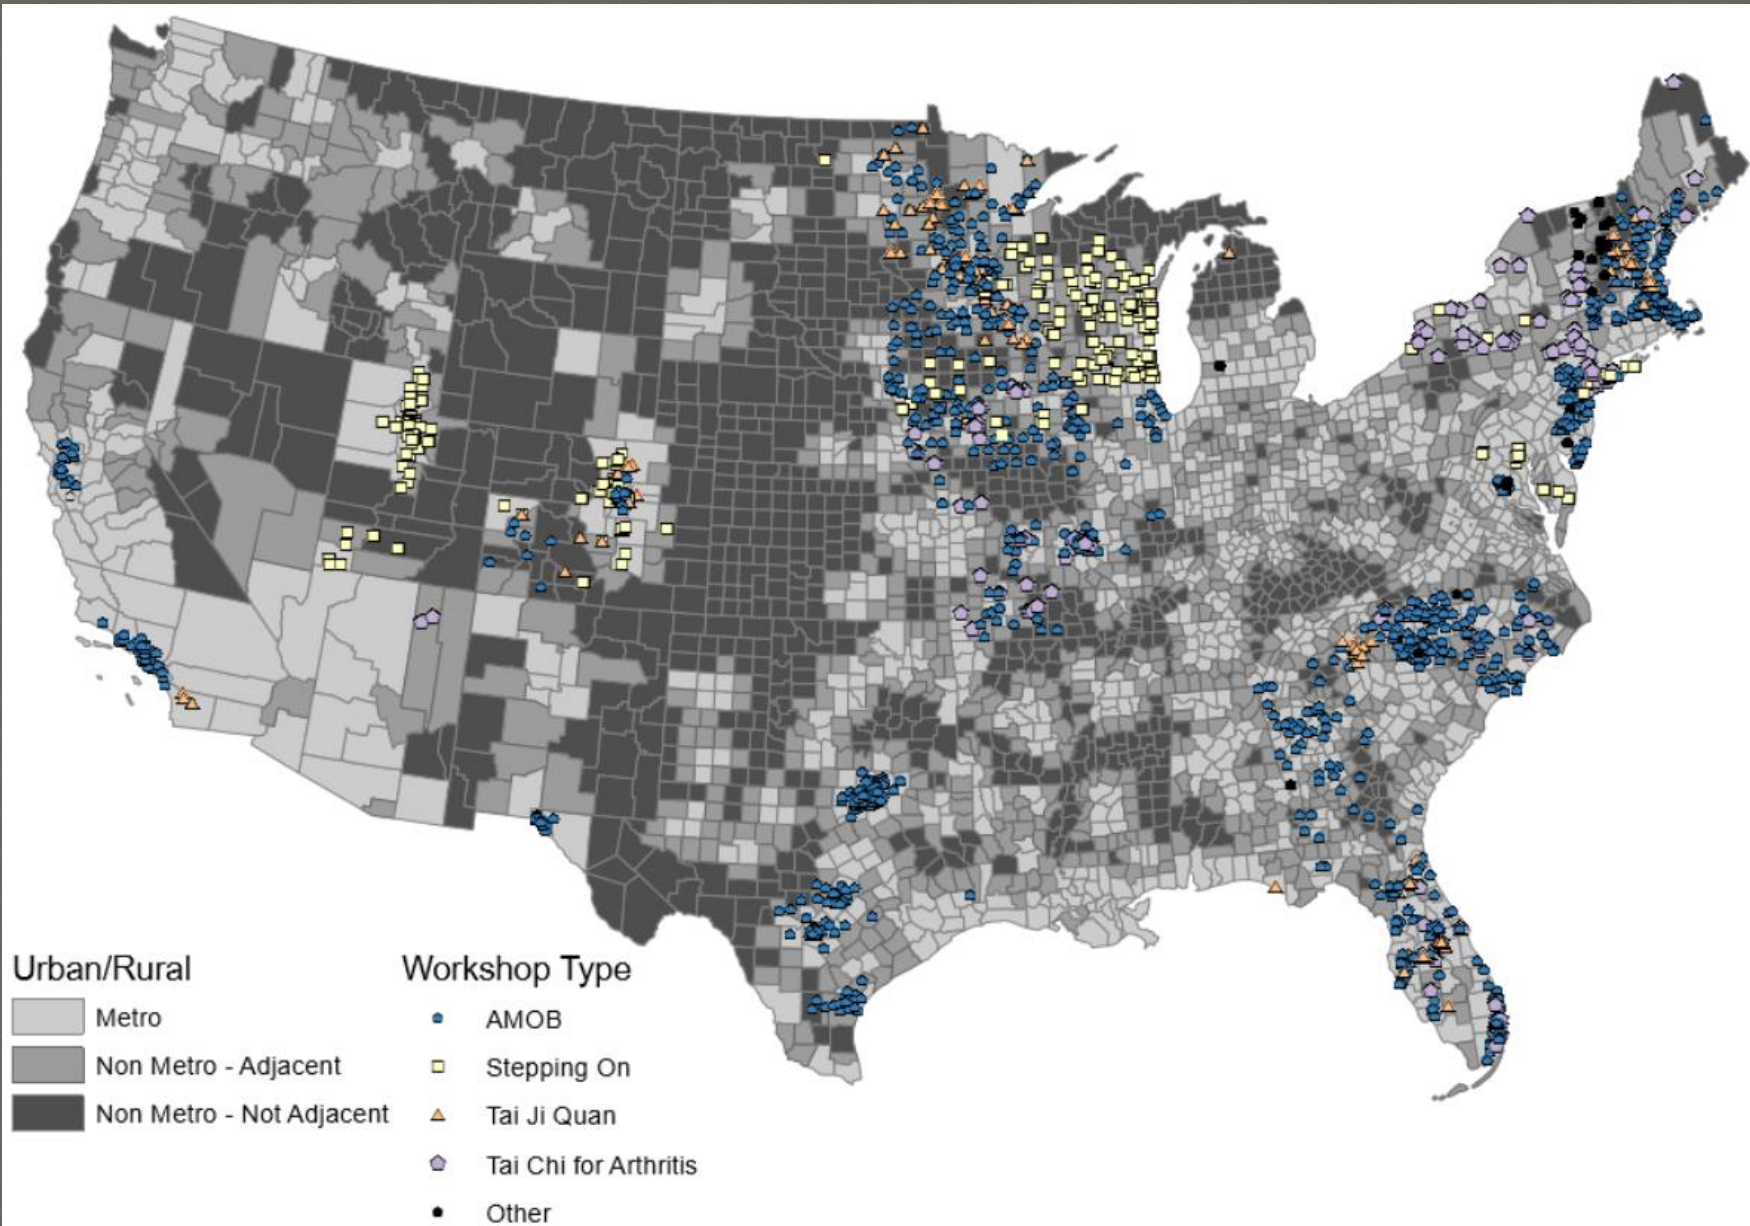 Urban/Rural
Metro
Non Metro - Adjacent
Non Metro - Not Adjacent
Workshop Type
AMOB
Stepping On
Tai Ji Quan
Tai Chi for Arthritis
Other